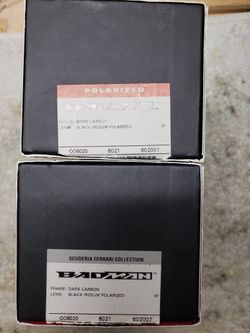 POLARIZED
FRAME: DARK CARBON
LENS: BLACK IRIDIUM POLARIZED
OO6020 6021 602001
SCUDERIA FERRARI COLLECTION
BADMAN
FRAME: DARK CARBON
LENS: BLACK IRIDIUM POLARIZED
OO6020 6021 602007